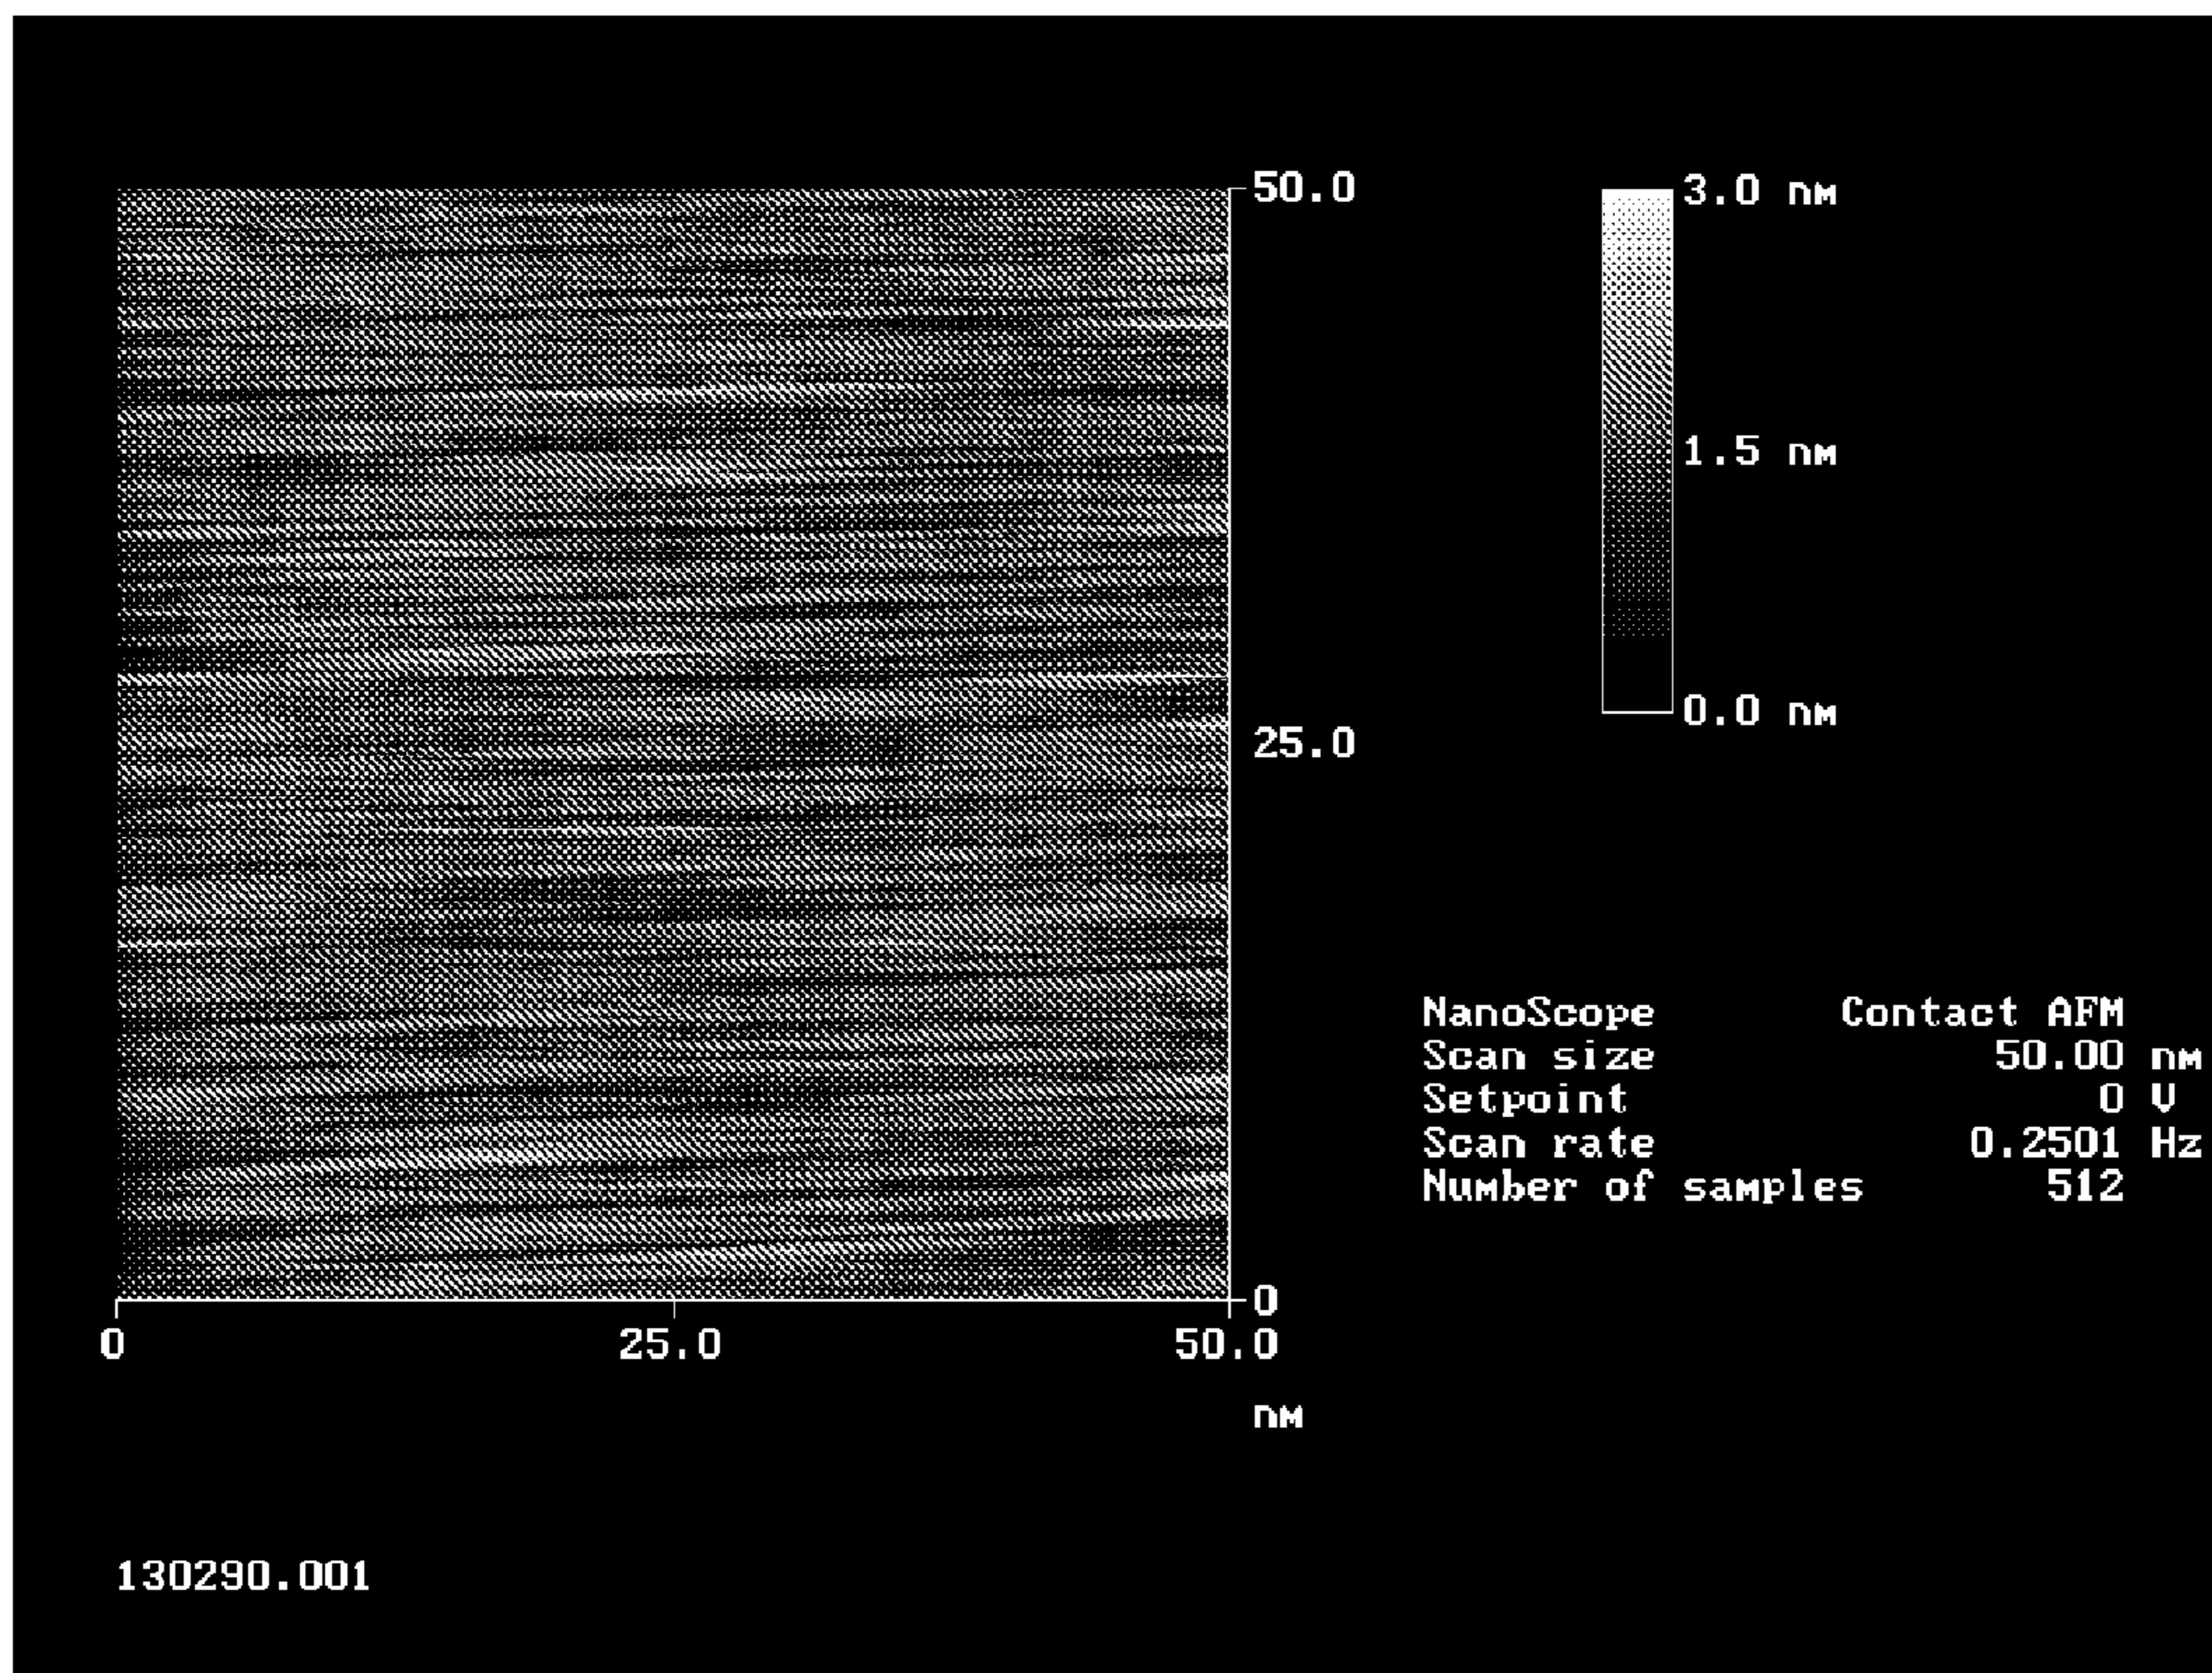 50.0
25.0
0
0 25.0 50.0
nm
3.0 nm
1.5 nm
0.0 nm
NanoScope Contact AFM
Scan size 50.00 nm
Setpoint 0 V
Scan rate 0.2501 Hz
Number of samples 512
130290.001